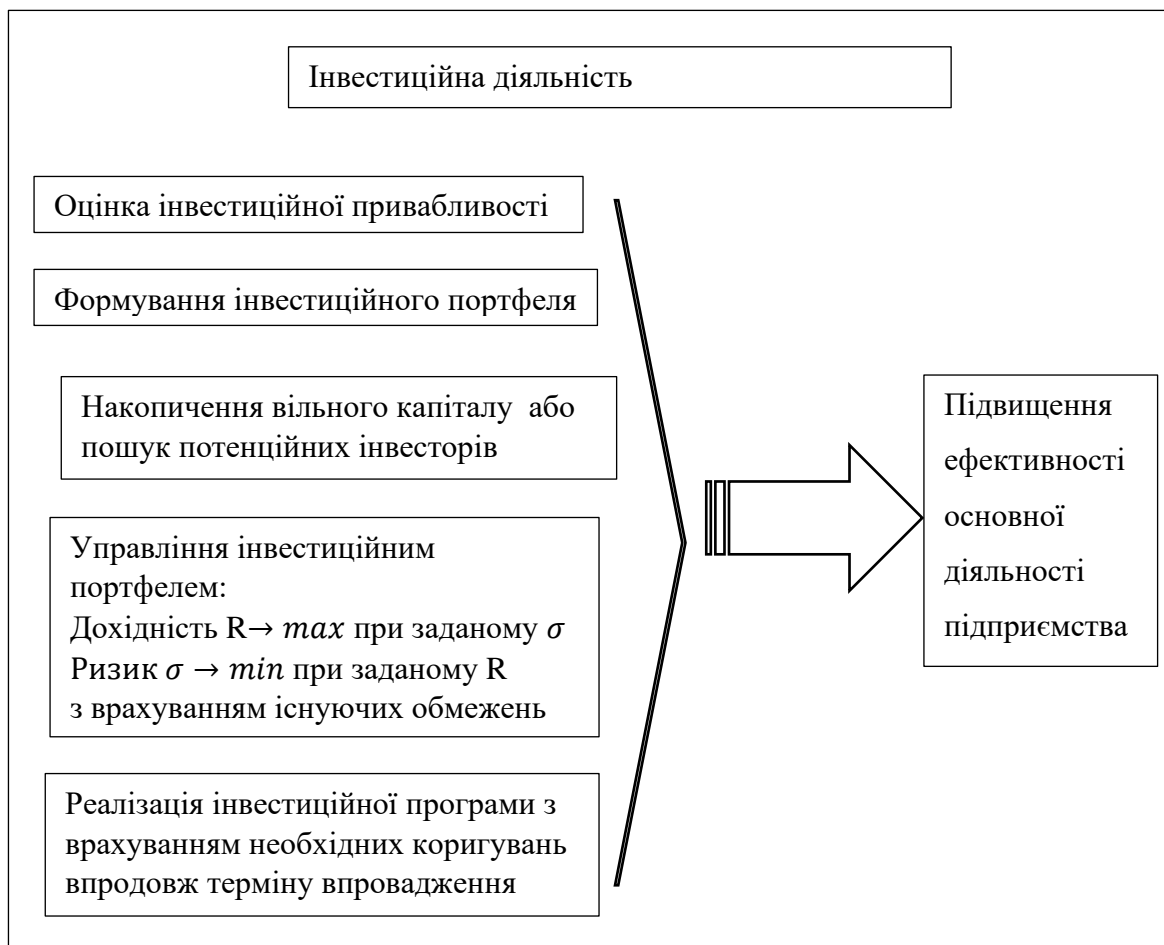 Інвестиційна діяльність
Оцінка інвестиційної привабливості
Формування інвестиційного портфеля
Накопичення вільного капіталу або
пошук потенційних інвесторів
Управління інвестиційним
портфелем:
Дохідність R→ max при заданому σ
Ризик σ → min при заданому R
з врахуванням існуючих обмежень
Реалізація інвестиційної програми з
врахуванням необхідних коригувань
впродовж терміну впровадження
Підвищення
ефективності
основної
діяльності
підприємства